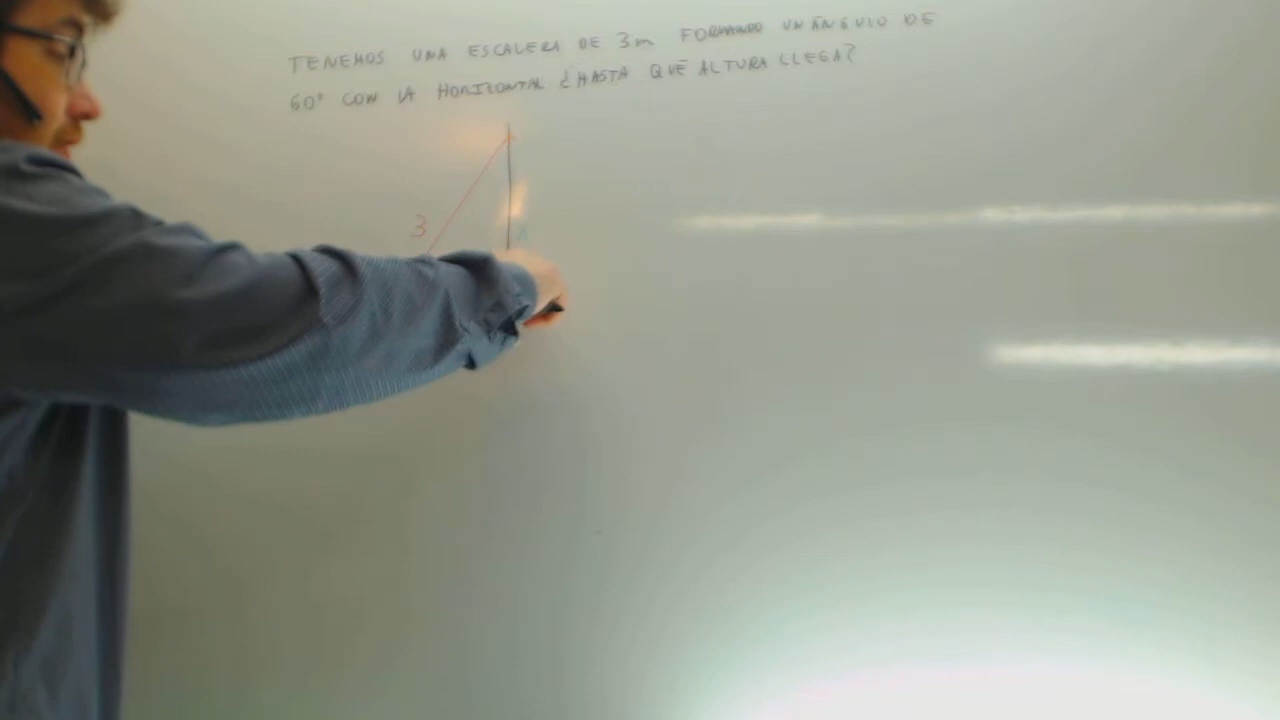 TENEMOS UNA ESCALERA DE 3m FORMANDO UN ÁNGULO DE
60° CON LA HORIZONTAL ¿HASTA QUÉ ALTURA LLEGA?
3